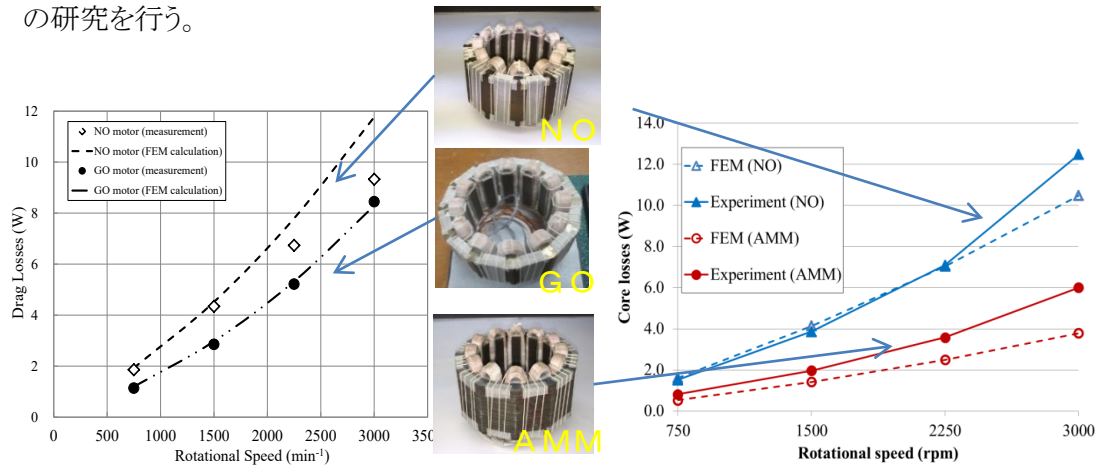 の研究を行う。
12
10
8
6
4
2
0
Drag Losses (W)
NO motor (measurement)
NO motor (FEM calculation)
GO motor (measurement)
GO motor (FEM calculation)
0 500 1000 1500 2000 2500 3000
Rotational Speed (min⁻¹)
ＮＯ
ＧＯ
ＡＭＭ
14.0
12.0
10.0
8.0
6.0
4.0
2.0
0.0
Core losses (W)
FEM (NO)
Experiment (NO)
FEM (AMM)
Experiment (AMM)
750 1500 2250 3000
Rotational speed (rpm)